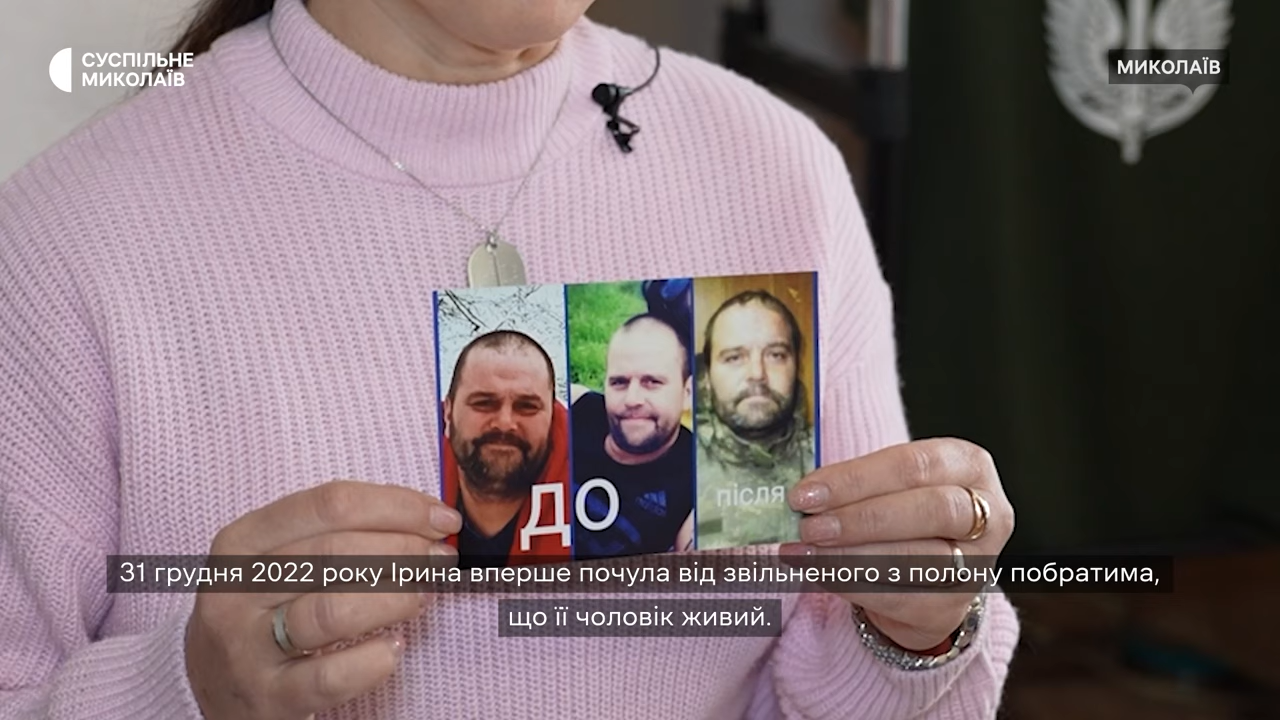 СУСПІЛЬНЕ
МИКОЛАЇВ
МИКОЛАЇВ
ДО
після
31 грудня 2022 року Ірина вперше почула від звільненого з полону побратима,
що її чоловік живий.